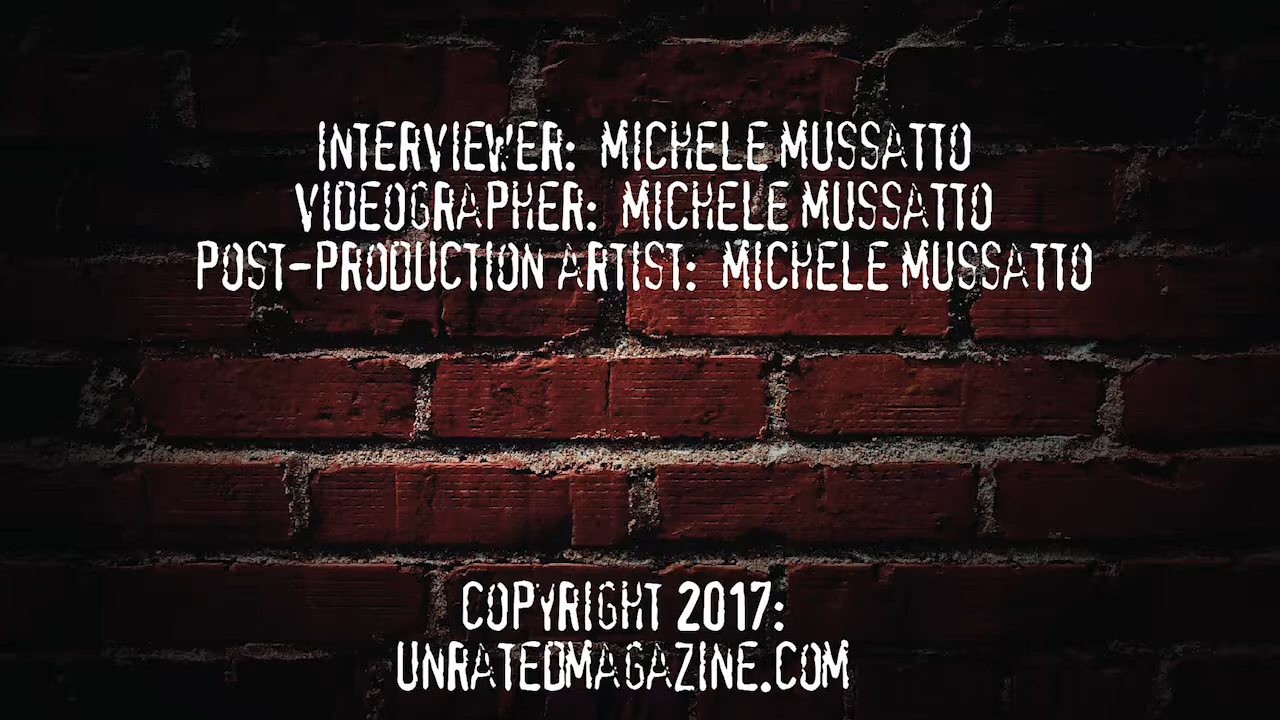 INTERVIEWER: MICHELE MUSSATTO
VIDEOGRAPHER: MICHELE MUSSATTO
POST-PRODUCTION ARTIST: MICHELE MUSSATTO
COPYRIGHT 2017:
UNRATEDMAGAZINE.COM